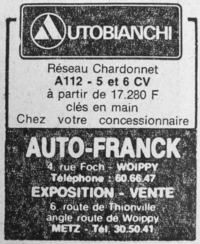 AUTOBIANCHI
Réseau Chardonnet
A112 - 5 et 6 CV
à partir de 17.280 F
clés en main
Chez votre concessionnaire
AUTO-FRANCK
4, rue Foch - WOIPPY
Téléphone : 60.66.47
EXPOSITION - VENTE
6, route de Thionville
angle route de Woippy
METZ - Tél. 30.50.41